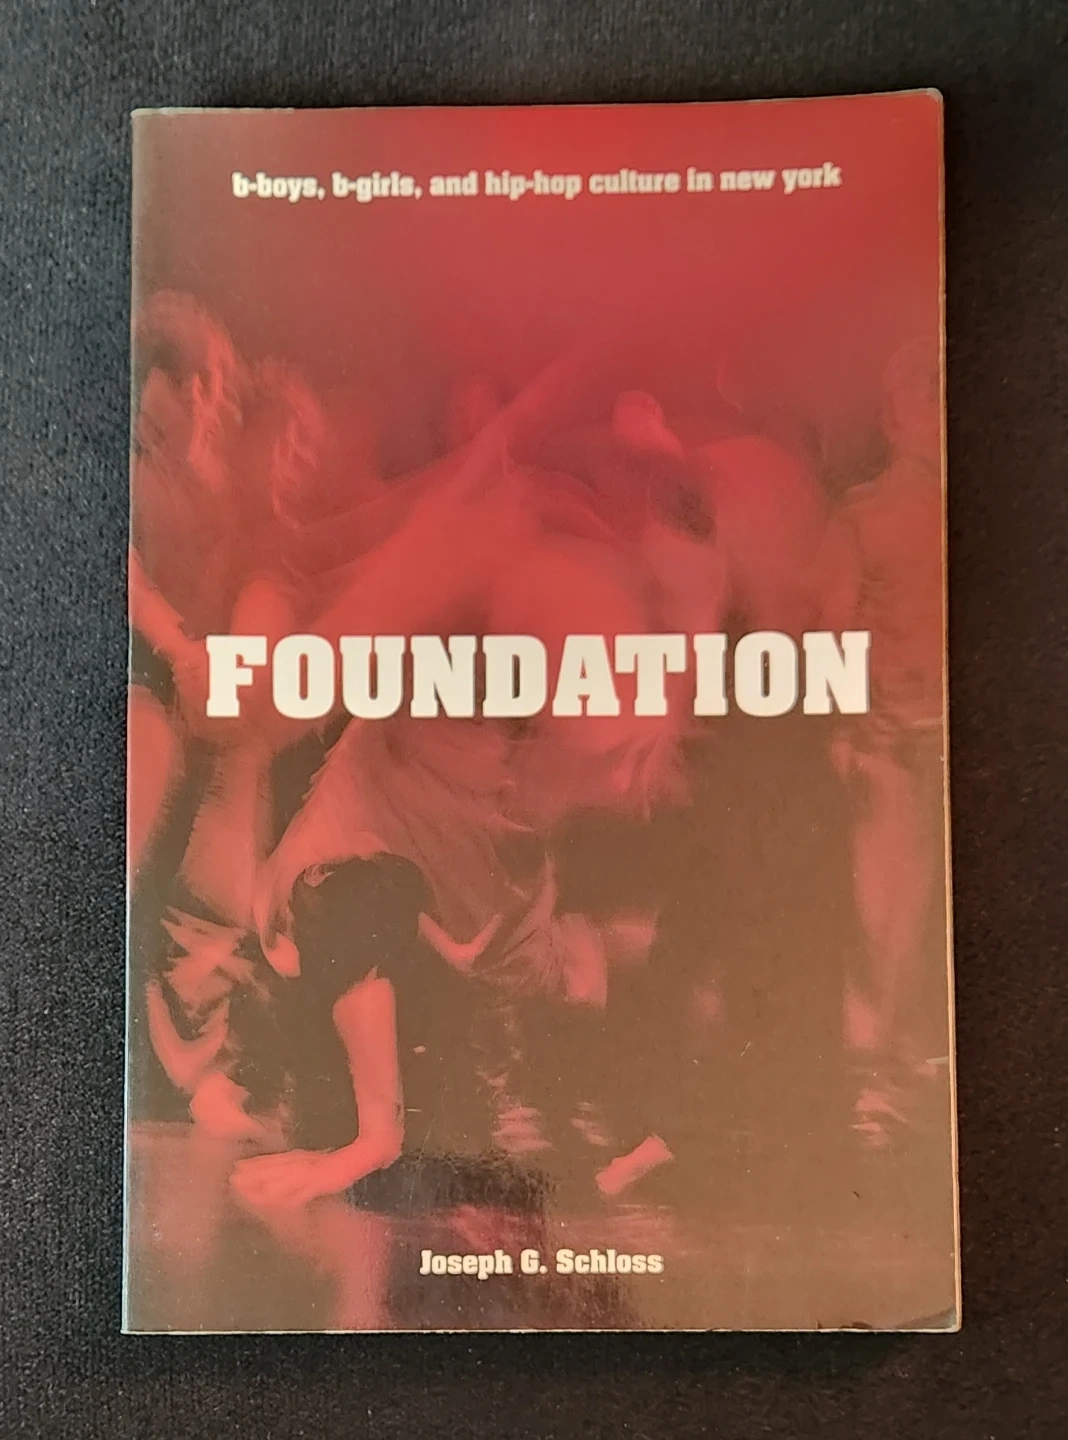 b-boys, b-girls, and hip-hop culture in new york
FOUNDATION
Joseph G. Schloss